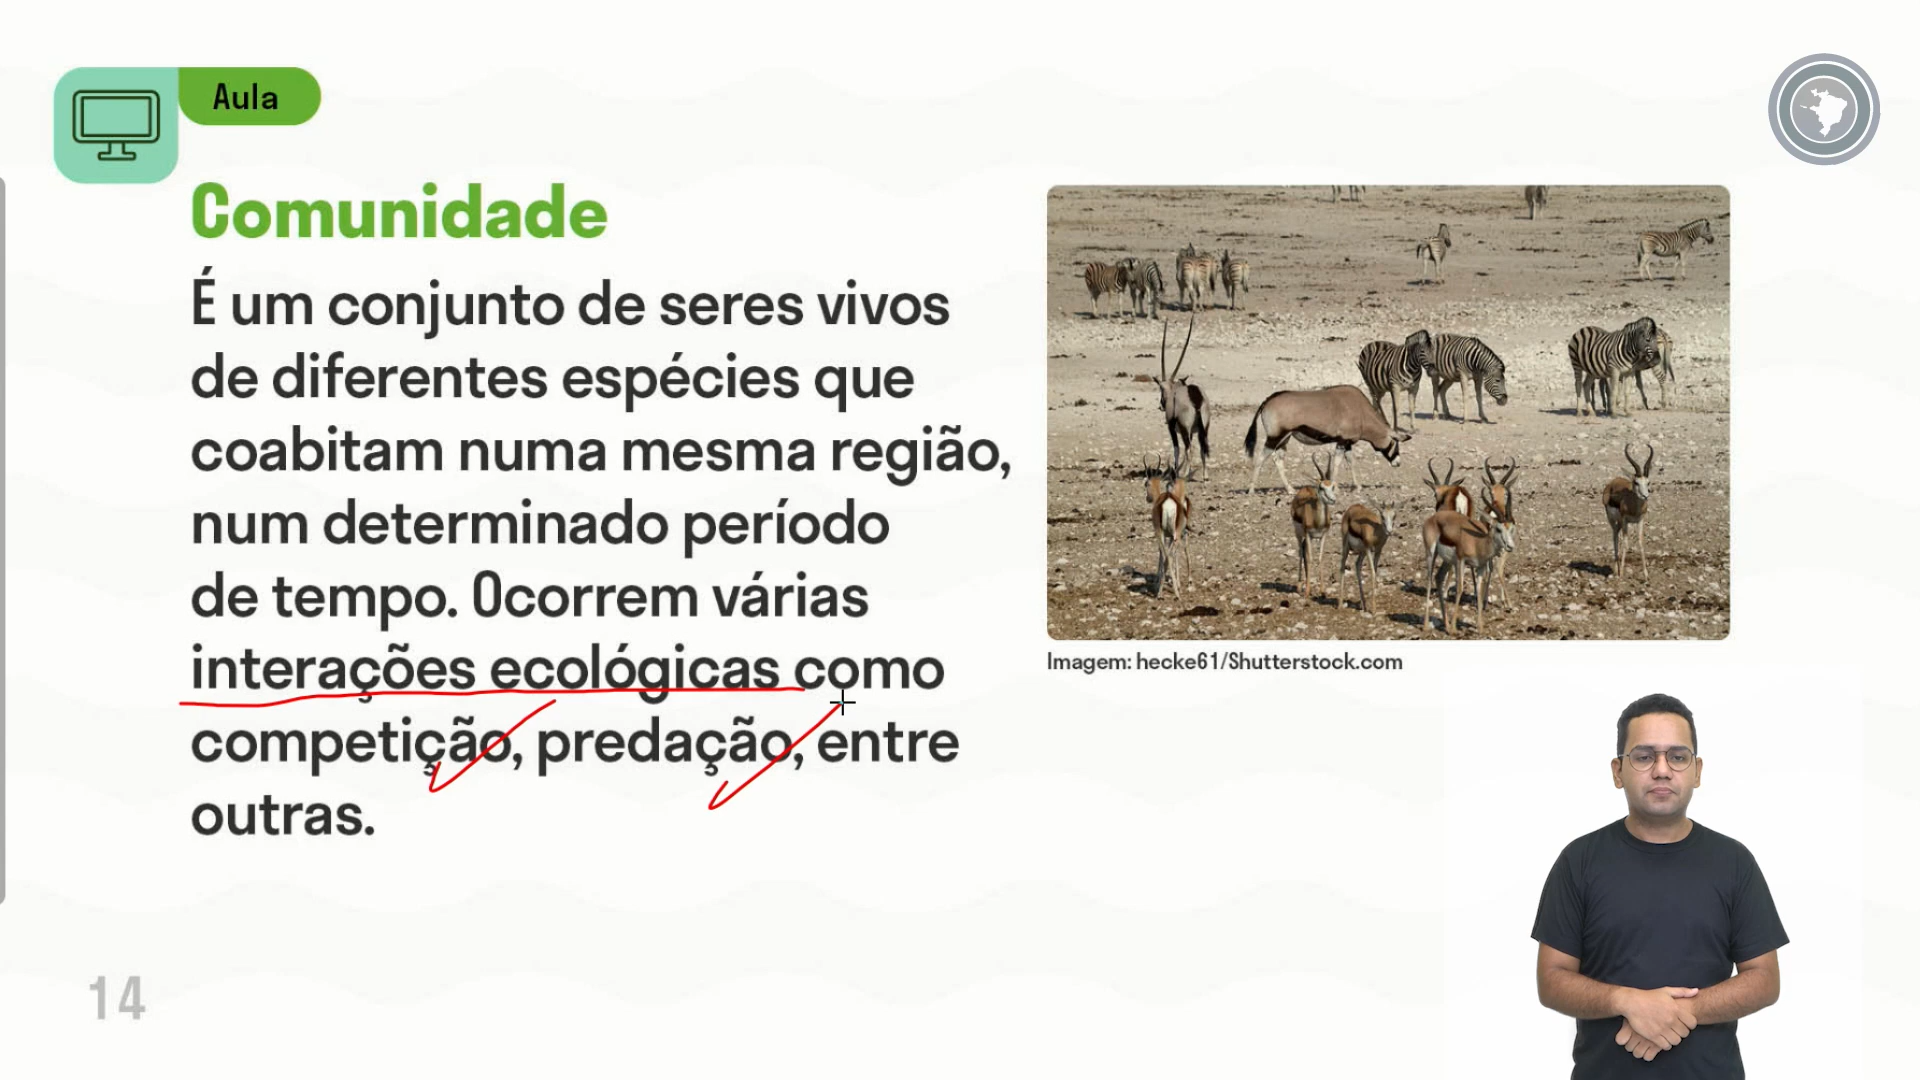 Aula
Comunidade
É um conjunto de seres vivos
de diferentes espécies que
coabitam numa mesma região,
num determinado período
de tempo. Ocorrem várias
interações ecológicas como
competição, predação, entre
outras.
Imagem: hecke61/Shutterstock.com
14